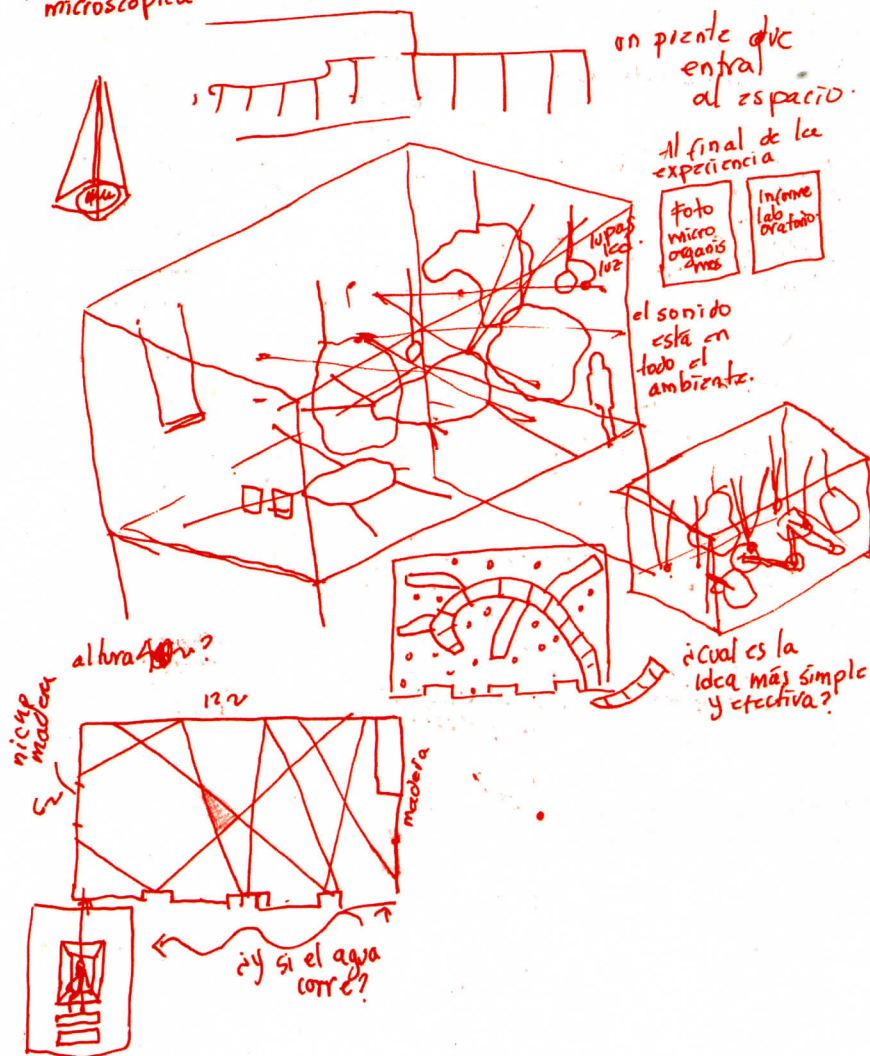 microscópica
un puente que
entra
al espacio.
Al final de la
experiencia
Foto
micro
organis
mos
Informe
lab
oratorio.
lupas
luz
el sonido
está en
todo el
ambiente.
¿cual es la
idea más simple
y efectiva?
altura
12
madera
madera
¿y si el agua
corre?